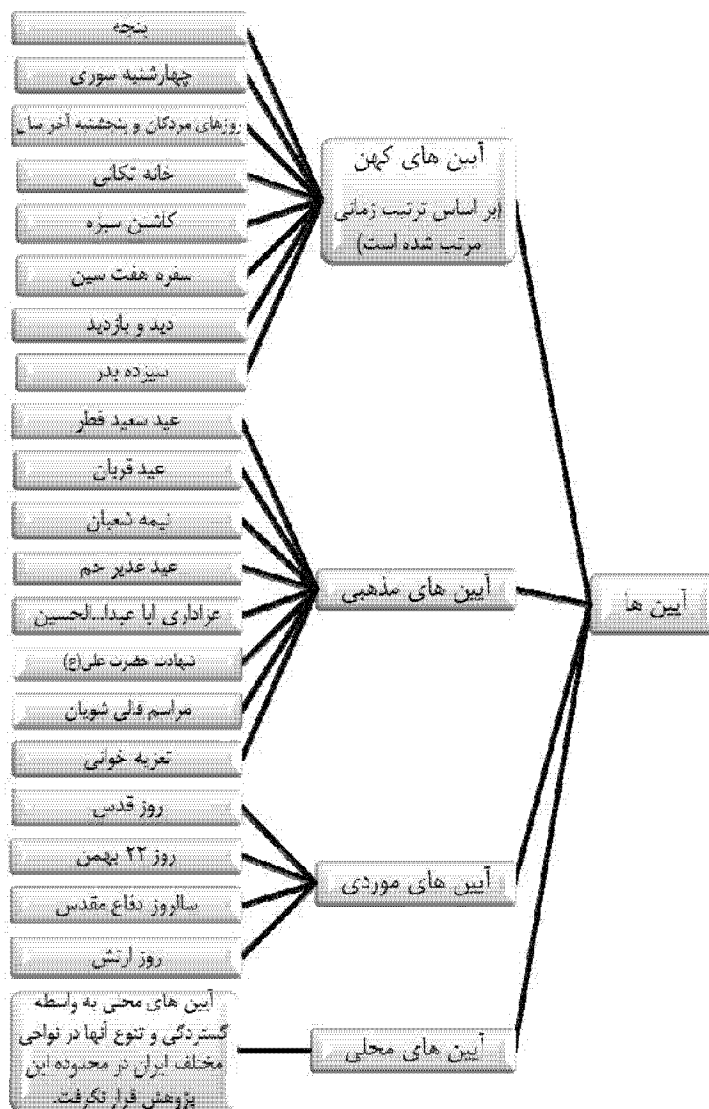 آیین ها
آیین های کهن
(بر اساس ترتیب زمانی
مرتب شده است)
پنجه
چهارشنبه سوری
روزهای مردگان و پنجشنبه آخر سال
خانه تکانی
کاشتن سبزه
سفره هفت سین
دید و بازدید
سیزده بدر
آیین های مذهبی
عید سعید فطر
عید قربان
نیمه شعبان
عید غدیر خم
عزاداری ابا عبدا...الحسین
شهادت حضرت علی(ع)
مراسم قالی شویان
تعزیه خوانی
آیین های موردی
روز قدس
روز ۲۲ بهمن
سالروز دفاع مقدس
روز ارتش
آیین های محلی
آیین های محلی به واسطه
گستردگی و تنوع آنها در نواحی
مختلف ایران در محدوده این
پژوهش قرار نگرفت.